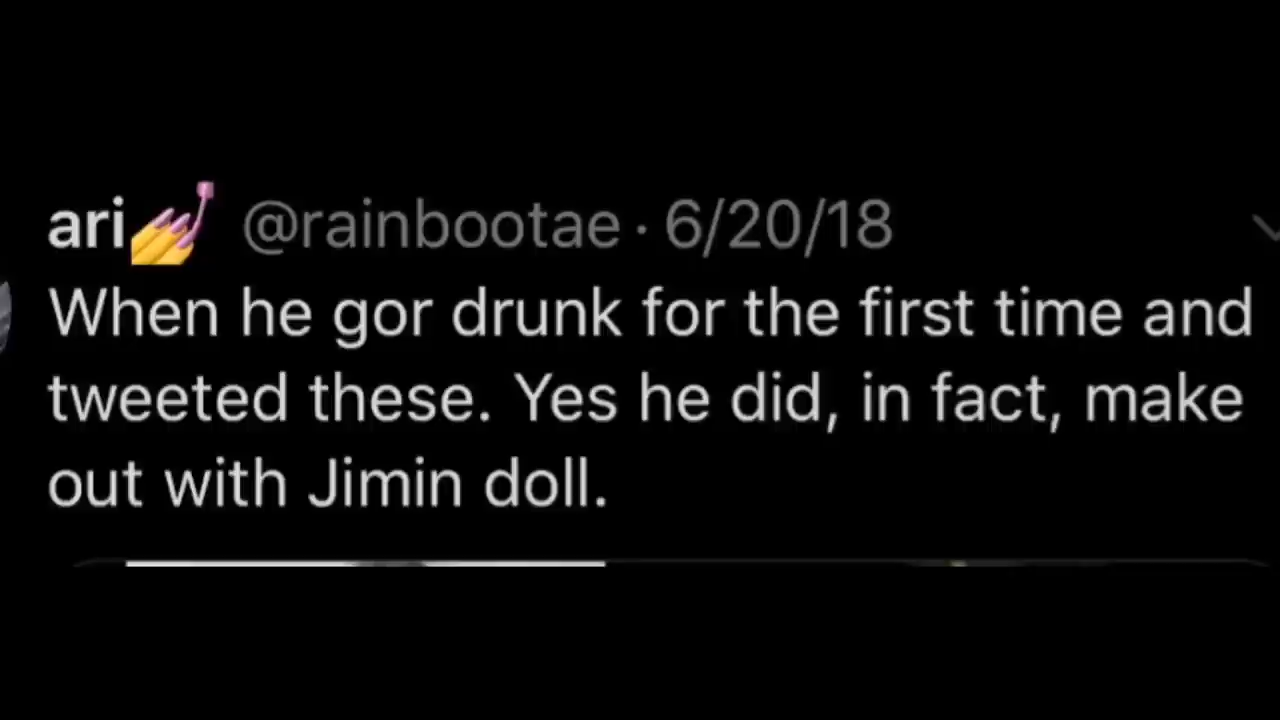 ari💅 @rainbootae · 6/20/18
When he gor drunk for the first time and
tweeted these. Yes he did, in fact, make
out with Jimin doll.